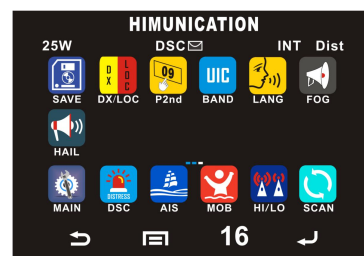 HIMUNICATION
25W DSC INT Dist
DX LOC 09 UIC
SAVE DX/LOC P2nd BAND LANG FOG
HAIL
DISTRESS
MAIN DSC AIS MOB HI/LO SCAN
16